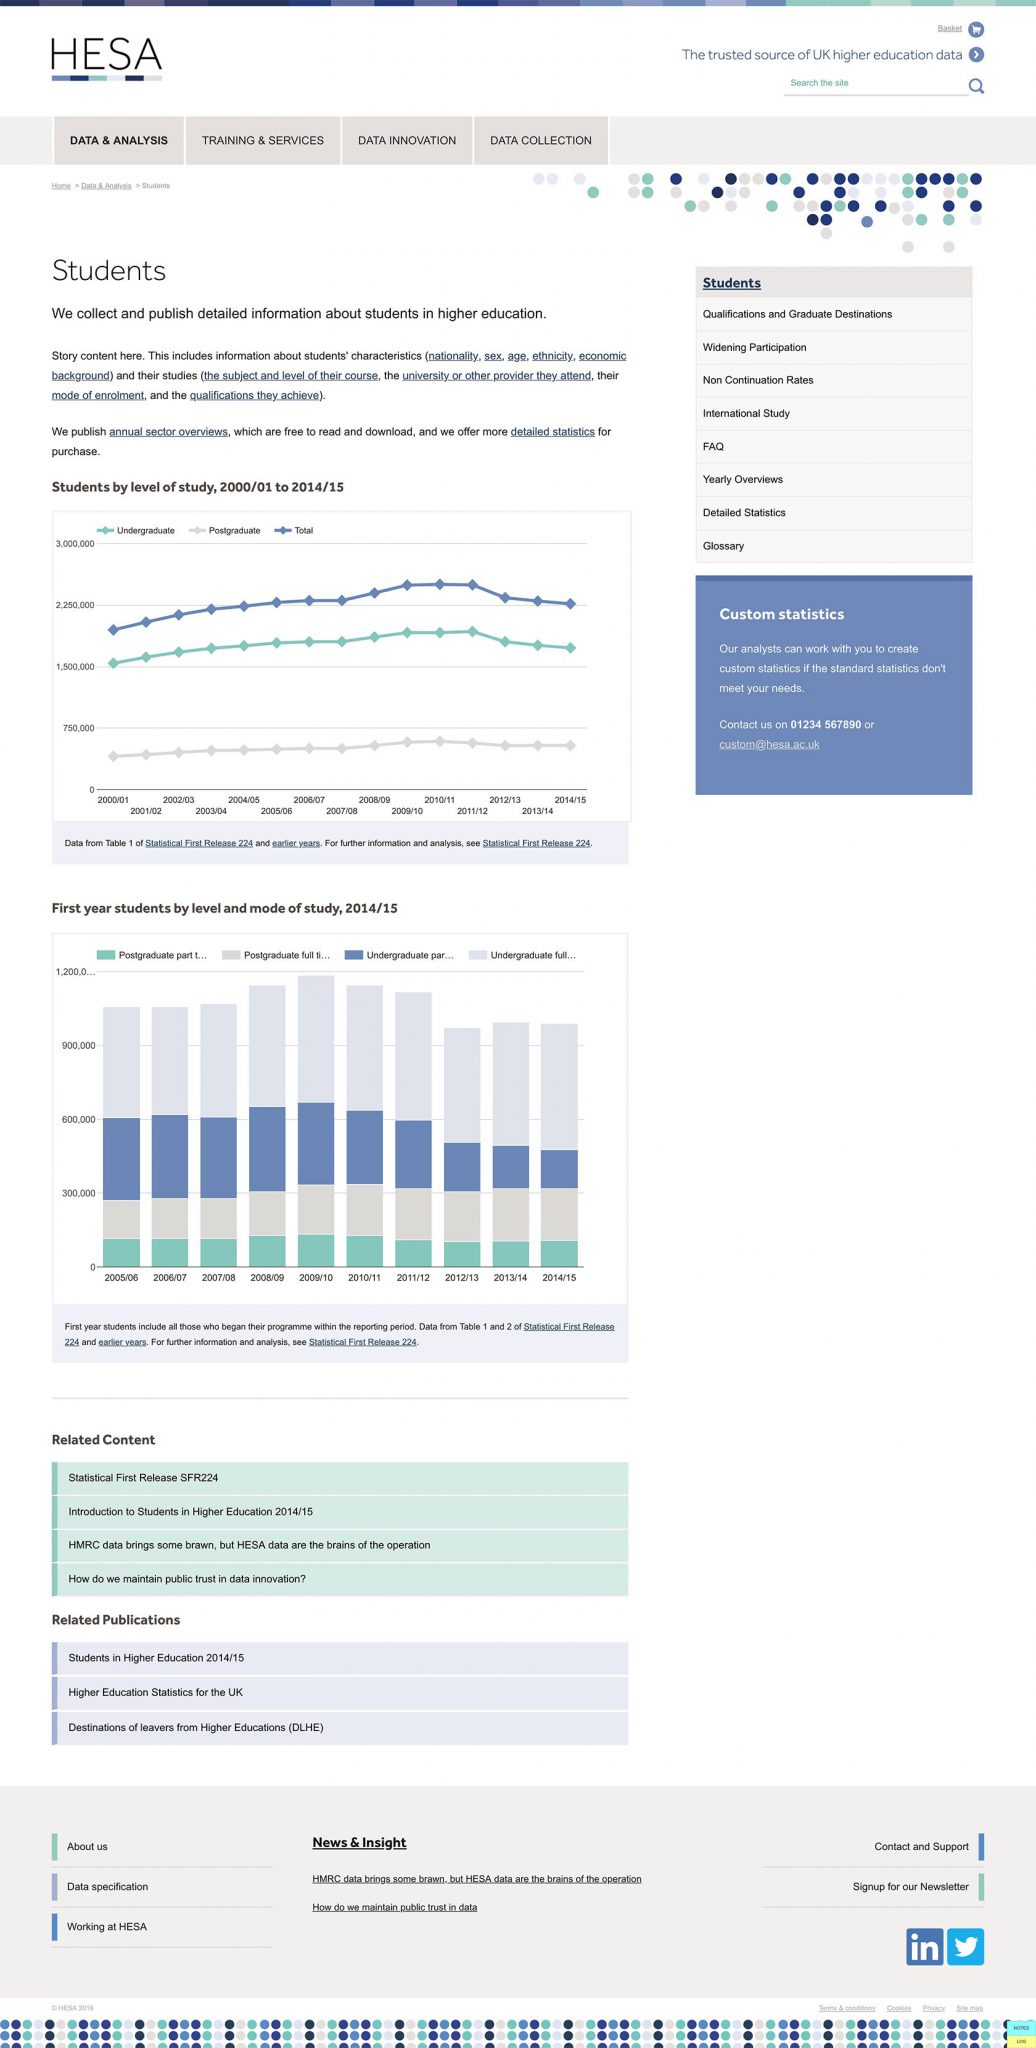 HESA
Basket
The trusted source of UK higher education data
Search the site
DATA & ANALYSIS
TRAINING & SERVICES
DATA INNOVATION
DATA COLLECTION
Home > Data & Analysis > Students
Students
We collect and publish detailed information about students in higher education.
Story content here. This includes information about students' characteristics (nationality, sex, age, ethnicity, economic
background) and their studies (the subject and level of their course, the university or other provider they attend, their
mode of enrolment, and the qualifications they achieve).
We publish annual sector overviews, which are free to read and download, and we offer more detailed statistics for
purchase.
Students by level of study, 2000/01 to 2014/15
Undergraduate Postgraduate Total
3,000,000
2,250,000
1,500,000
750,000
0
2000/01 2002/03 2004/05 2006/07 2008/09 2010/11 2012/13 2014/15
2001/02 2003/04 2005/06 2007/08 2009/10 2011/12 2013/14
Data from Table 1 of Statistical First Release 224 and earlier years. For further information and analysis, see Statistical First Release 224.
First year students by level and mode of study, 2014/15
Postgraduate part t... Postgraduate full ti... Undergraduate par... Undergraduate full...
1,200,0...
900,000
600,000
300,000
0
2005/06 2006/07 2007/08 2008/09 2009/10 2010/11 2011/12 2012/13 2013/14 2014/15
First year students include all those who began their programme within the reporting period. Data from Table 1 and 2 of Statistical First Release
224 and earlier years. For further information and analysis, see Statistical First Release 224.
Related Content
Statistical First Release SFR224
Introduction to Students in Higher Education 2014/15
HMRC data brings some brawn, but HESA data are the brains of the operation
How do we maintain public trust in data innovation?
Related Publications
Students in Higher Education 2014/15
Higher Education Statistics for the UK
Destinations of leavers from Higher Educations (DLHE)
Students
Qualifications and Graduate Destinations
Widening Participation
Non Continuation Rates
International Study
FAQ
Yearly Overviews
Detailed Statistics
Glossary
Custom statistics
Our analysts can work with you to create
custom statistics if the standard statistics don't
meet your needs.
Contact us on 01234 567890 or
custom@hesa.ac.uk
About us
Data specification
Working at HESA
News & Insight
HMRC data brings some brawn, but HESA data are the brains of the operation
How do we maintain public trust in data
Contact and Support
Signup for our Newsletter
in
© HESA 2016
Terms & conditions Cookies Privacy Site map
NOTES
LOG